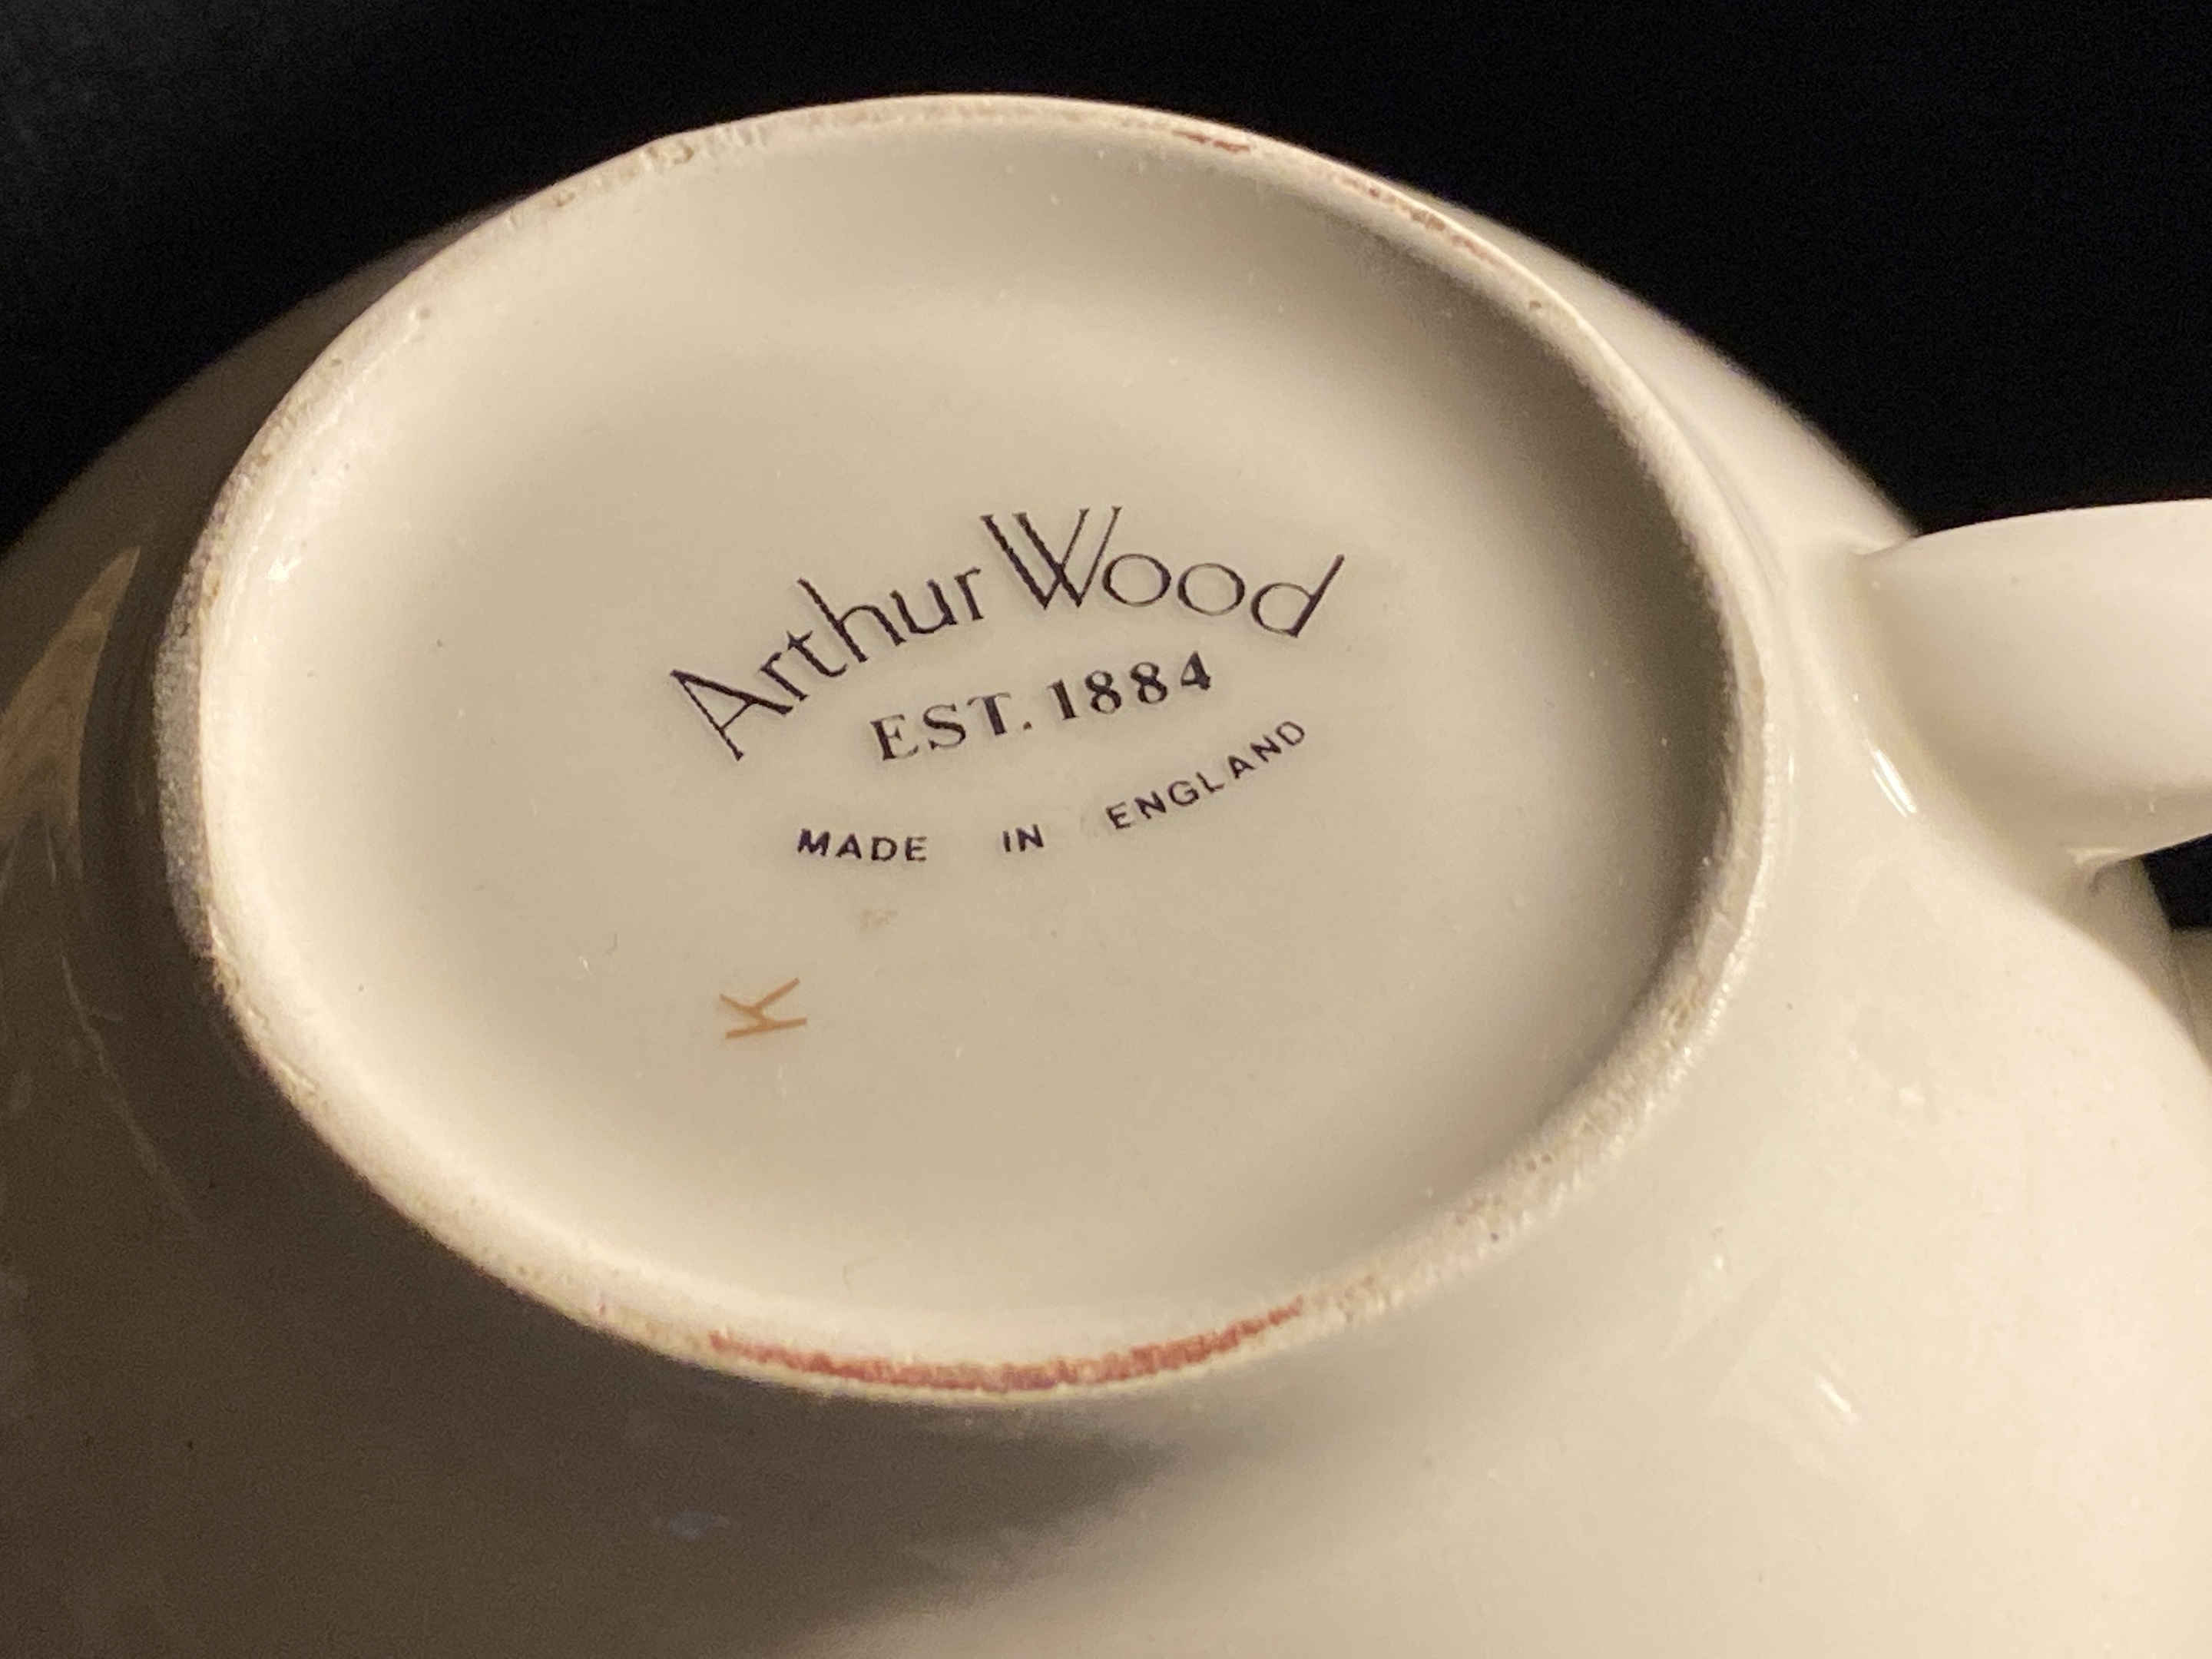 Arthur Wood
EST. 1884
MADE IN ENGLAND
K